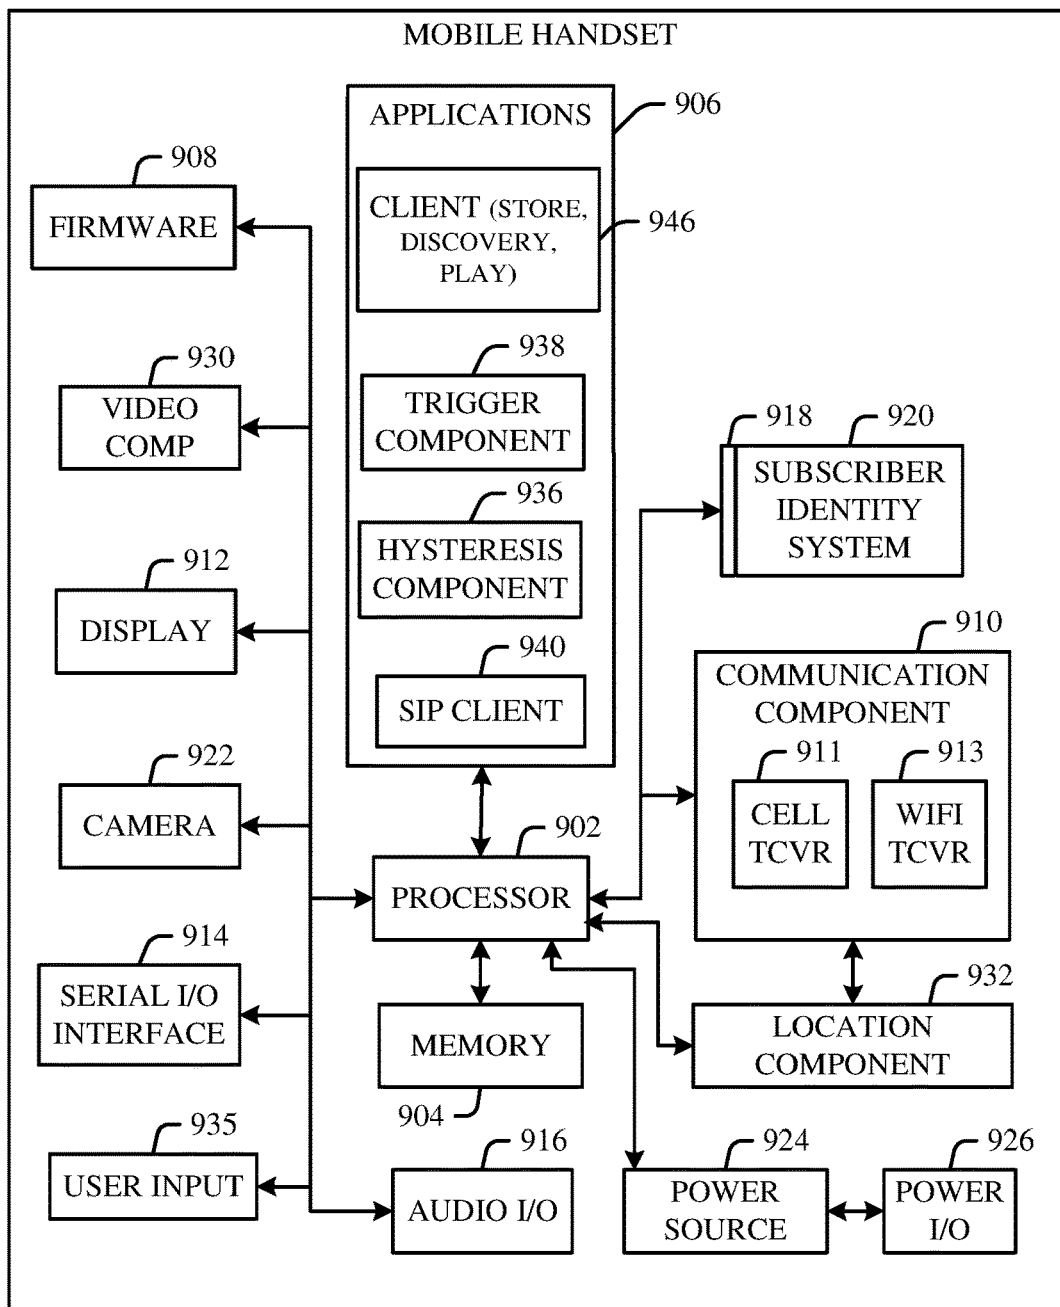 MOBILE HANDSET
APPLICATIONS
906
CLIENT (STORE,
DISCOVERY,
PLAY)
946
938
TRIGGER
COMPONENT
936
HYSTERESIS
COMPONENT
940
SIP CLIENT
908
FIRMWARE
930
VIDEO
COMP
912
DISPLAY
922
CAMERA
914
SERIAL I/O
INTERFACE
935
USER INPUT
902
PROCESSOR
MEMORY
904
916
AUDIO I/O
918
920
SUBSCRIBER
IDENTITY
SYSTEM
910
COMMUNICATION
COMPONENT
911
CELL
TCVR
913
WIFI
TCVR
932
LOCATION
COMPONENT
924
POWER
SOURCE
926
POWER
I/O